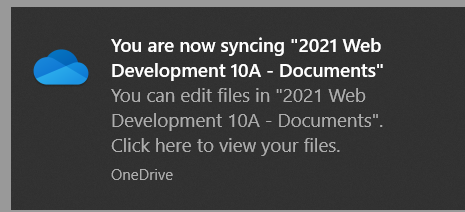 You are now syncing "2021 Web
Development 10A - Documents"
You can edit files in "2021 Web
Development 10A - Documents".
Click here to view your files.
OneDrive